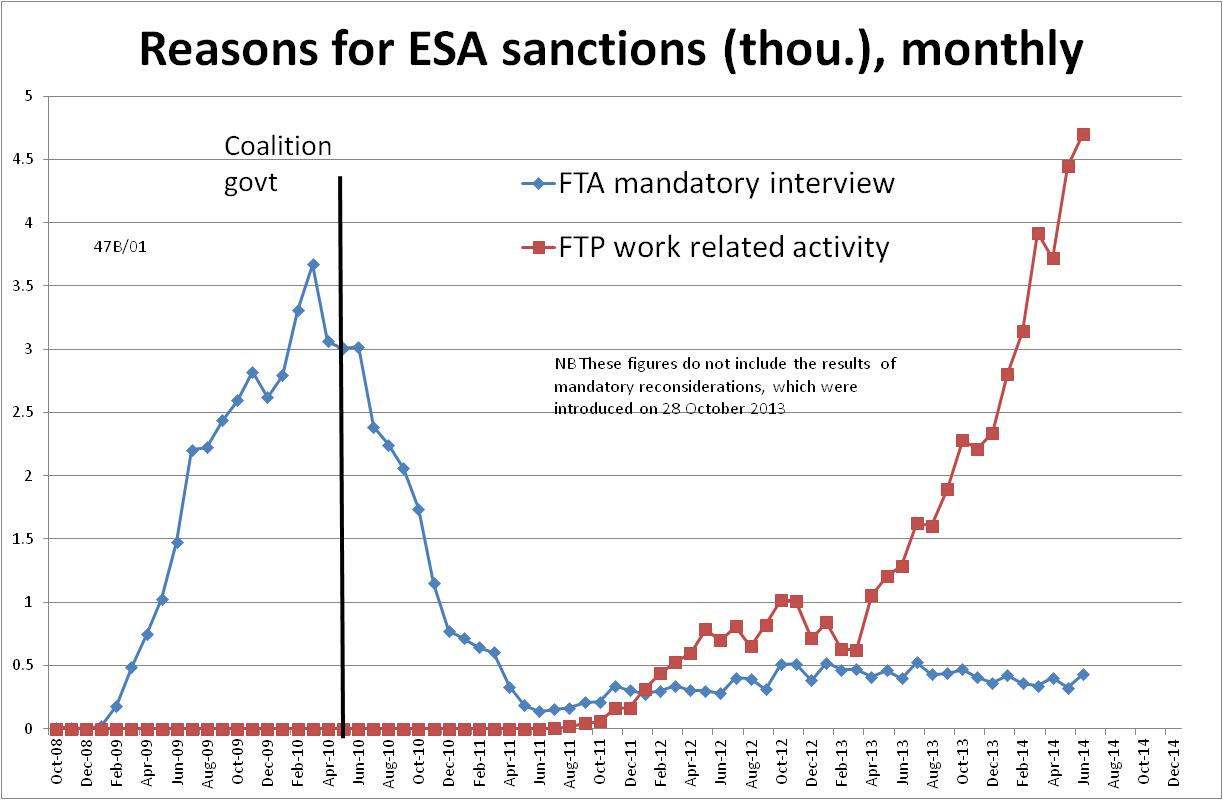 Reasons for ESA sanctions (thou.), monthly
5
4.5
4
3.5
3
2.5
2
1.5
1
0.5
0
Coalition
govt
47B/01
FTA mandatory interview
FTP work related activity
NB These figures do not include the results of
mandatory reconsiderations, which were
introduced on 28 October 2013
Oct-08
Dec-08
Feb-09
Apr-09
Jun-09
Aug-09
Oct-09
Dec-09
Feb-10
Apr-10
Jun-10
Aug-10
Oct-10
Dec-10
Feb-11
Apr-11
Jun-11
Aug-11
Oct-11
Dec-11
Feb-12
Apr-12
Jun-12
Aug-12
Oct-12
Dec-12
Feb-13
Apr-13
Jun-13
Aug-13
Oct-13
Dec-13
Feb-14
Apr-14
Jun-14
Aug-14
Oct-14
Dec-14